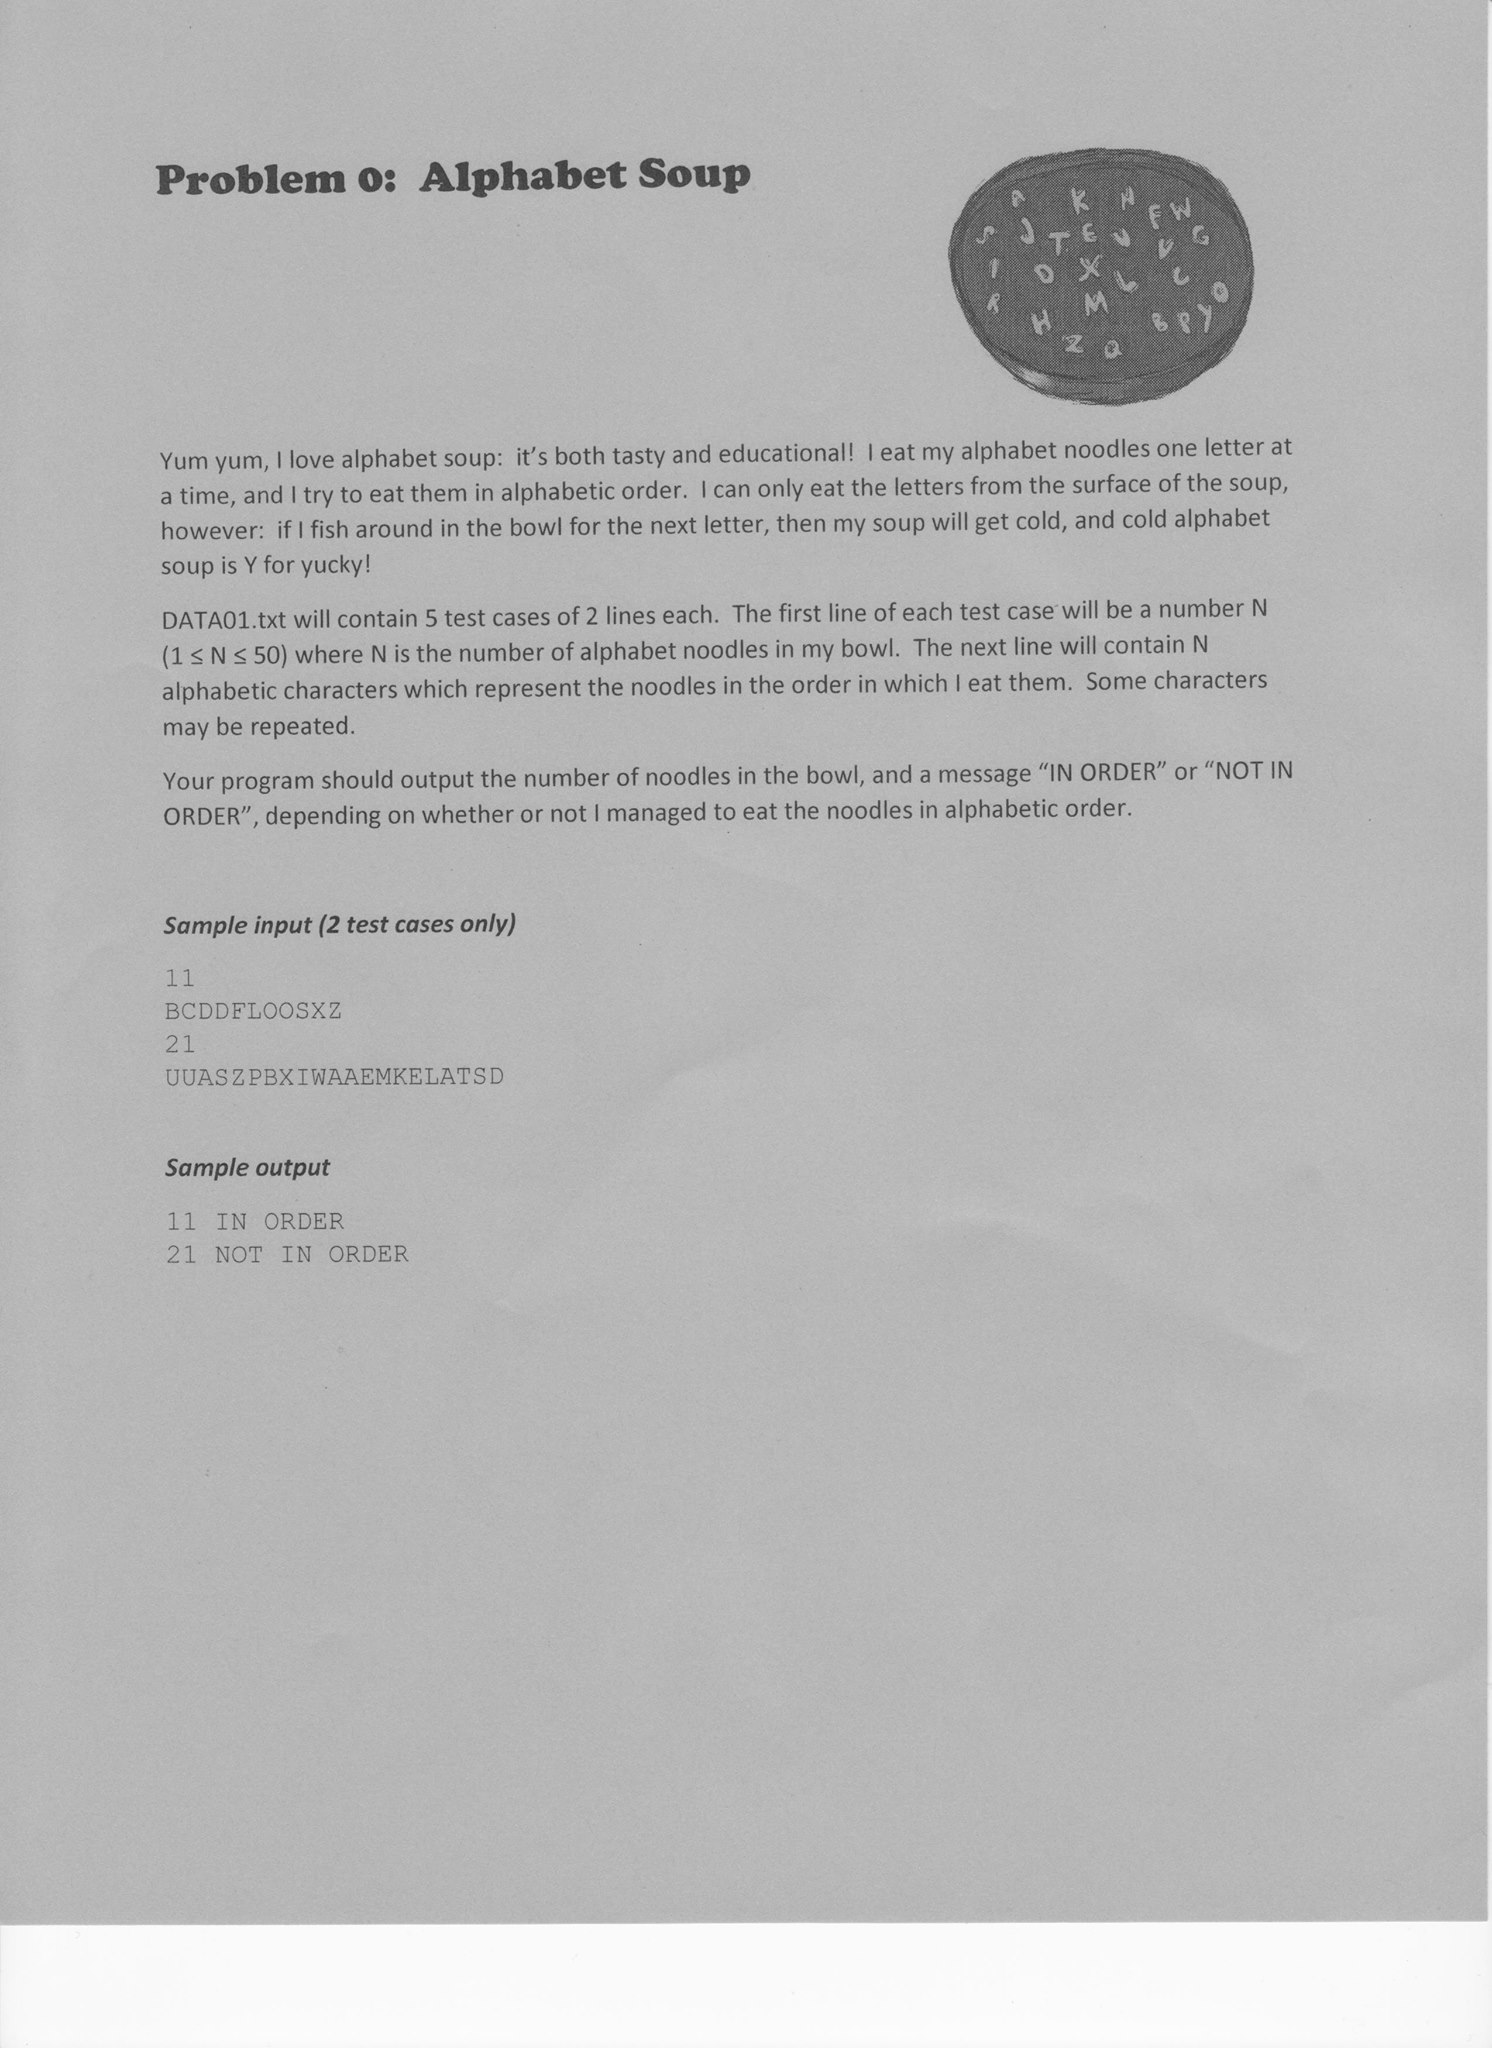 Problem 0: Alphabet Soup
A K N F W
S J T E U V G
I D X L C
R H M B P Y O
Z Q
Yum yum, I love alphabet soup: it's both tasty and educational! I eat my alphabet noodles one letter at
a time, and I try to eat them in alphabetic order. I can only eat the letters from the surface of the soup,
however: if I fish around in the bowl for the next letter, then my soup will get cold, and cold alphabet
soup is Y for yucky!
DATA01.txt will contain 5 test cases of 2 lines each. The first line of each test case will be a number N
(1 ≤ N ≤ 50) where N is the number of alphabet noodles in my bowl. The next line will contain N
alphabetic characters which represent the noodles in the order in which I eat them. Some characters
may be repeated.
Your program should output the number of noodles in the bowl, and a message “IN ORDER” or “NOT IN
ORDER”, depending on whether or not I managed to eat the noodles in alphabetic order.
Sample input (2 test cases only)
11
BCDDFLOOSXZ
21
UUASZPBXIWAAEMKELATSD
Sample output
11 IN ORDER
21 NOT IN ORDER